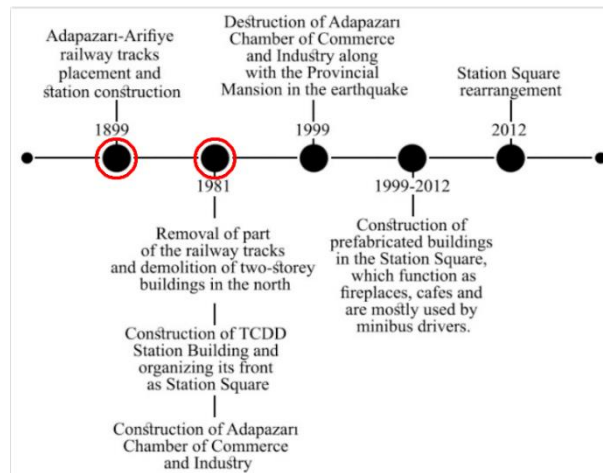 Adapazarı-Arifiye
railway tracks
placement and
station construction
1899
Destruction of Adapazarı
Chamber of Commerce
and Industry along
with the Provincial
Mansion in the earthquake
1999
Station Square
rearrangement
2012
1981
Removal of part
of the railway tracks
and demolition of two-storey
buildings in the north
Construction of TCDD
Station Building and
organizing its front
as Station Square
Construction of Adapazarı
Chamber of Commerce
and Industry
1999-2012
Construction of
prefabricated buildings
in the Station Square,
which function as
fireplaces, cafes and
are mostly used by
minibus drivers.